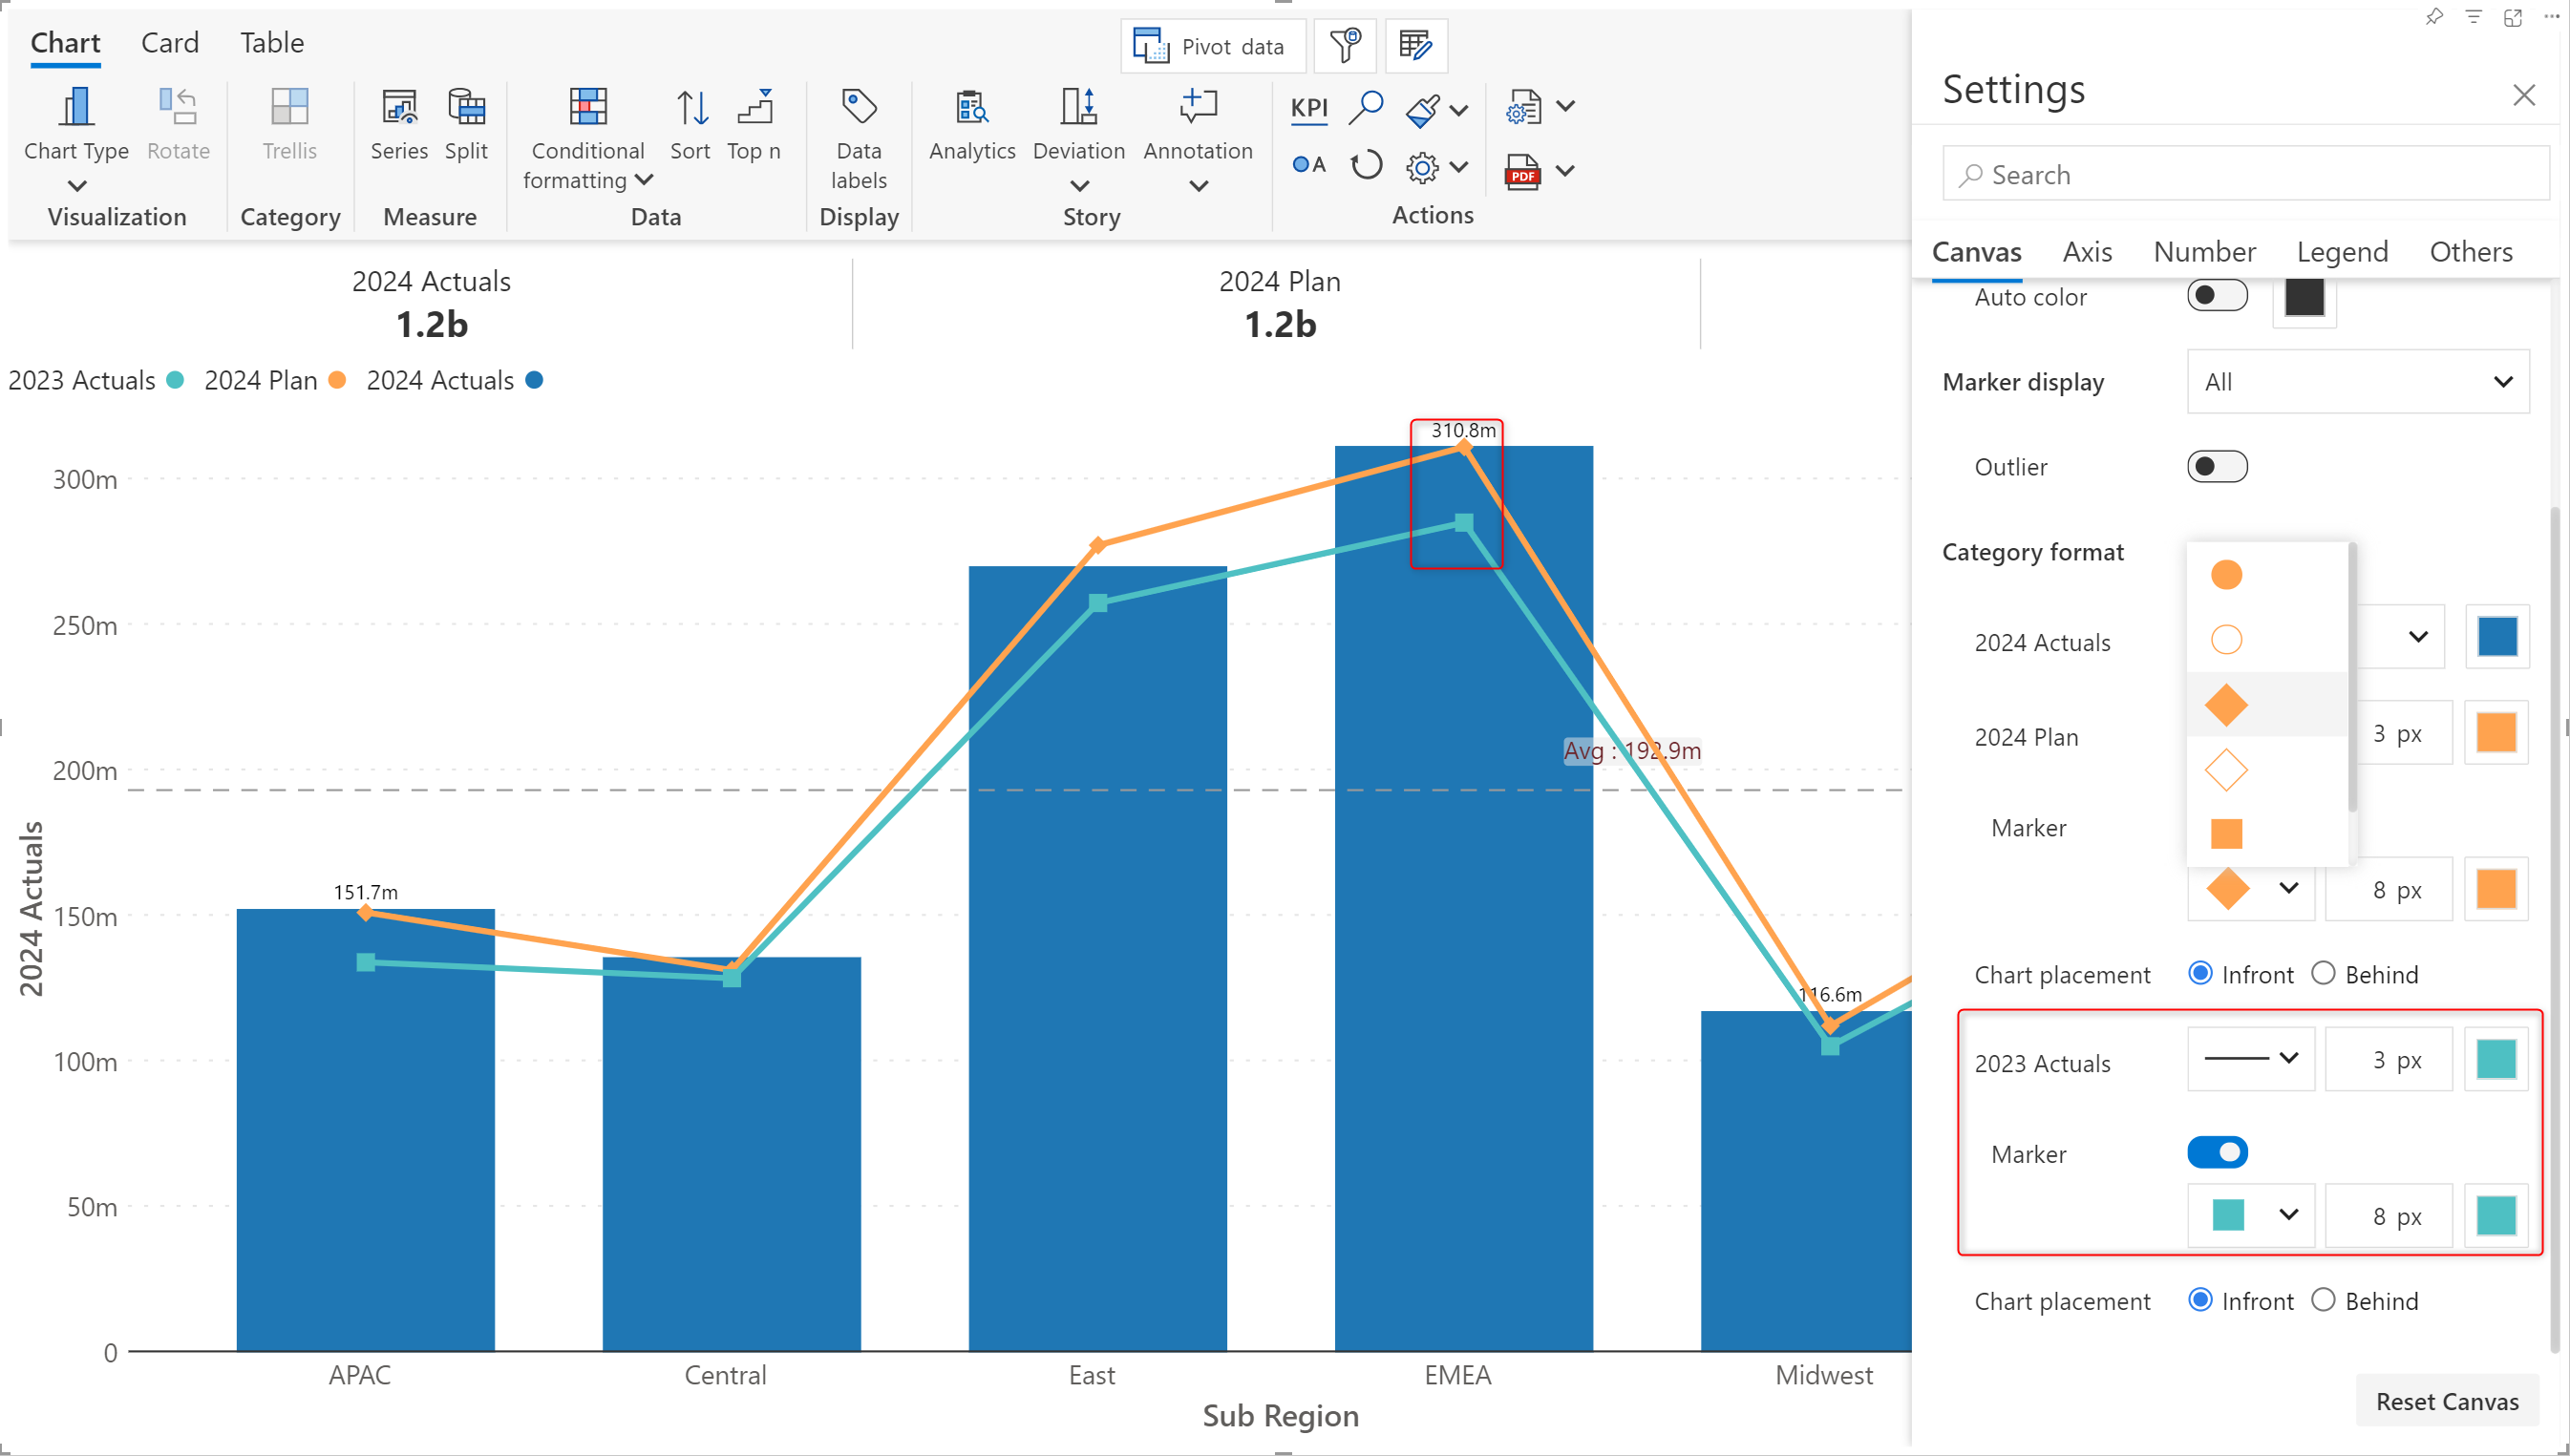 Chart Card Table
Pivot data
Chart Type Rotate Trellis Series Split Conditional formatting Sort Top n Data labels Analytics Deviation Annotation KPI A PDF
Visualization Category Measure Data Display Story Actions
Settings
Search
Canvas Axis Number Legend Others
Auto color
Marker display All
Outlier
Category format
2024 Actuals
2024 Plan 3 px
Marker
8 px
Chart placement Infront Behind
2023 Actuals 3 px
Marker
8 px
Chart placement Infront Behind
Reset Canvas
2024 Actuals
1.2b
2024 Plan
1.2b
2023 Actuals 2024 Plan 2024 Actuals
310.8m
300m
250m
200m
Avg : 192.9m
151.7m
150m
116.6m
100m
50m
0
2024 Actuals
APAC Central East EMEA Midwest
Sub Region